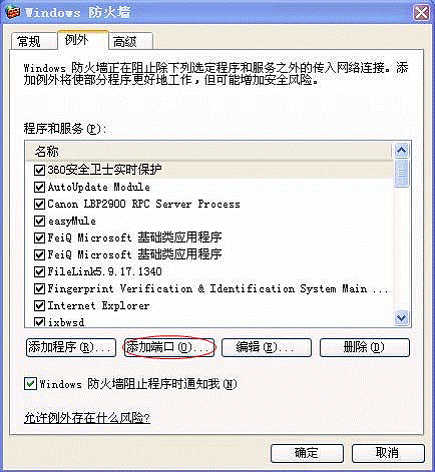 Windows 防火墙
常规 例外 高级
Windows 防火墙正在阻止除下列选定程序和服务之外的传入网络连接。添
加例外将使部分程序更好地工作,但可能增加安全风险。
程序和服务(P):
名称
360安全卫士实时保护
AutoUpdate Module
Canon LBP2900 RPC Server Process
easyMule
FeiQ Microsoft 基础类应用程序
FeiQ Microsoft 基础类应用程序
FileLink5.9.17.1340
Fingerprint Verification & Identification System Main ...
Internet Explorer
ixbwsd
添加程序(R)... 添加端口(O)... 编辑(E)... 删除(D)
Windows 防火墙阻止程序时通知我(N)
允许例外存在什么风险?
确定 取消